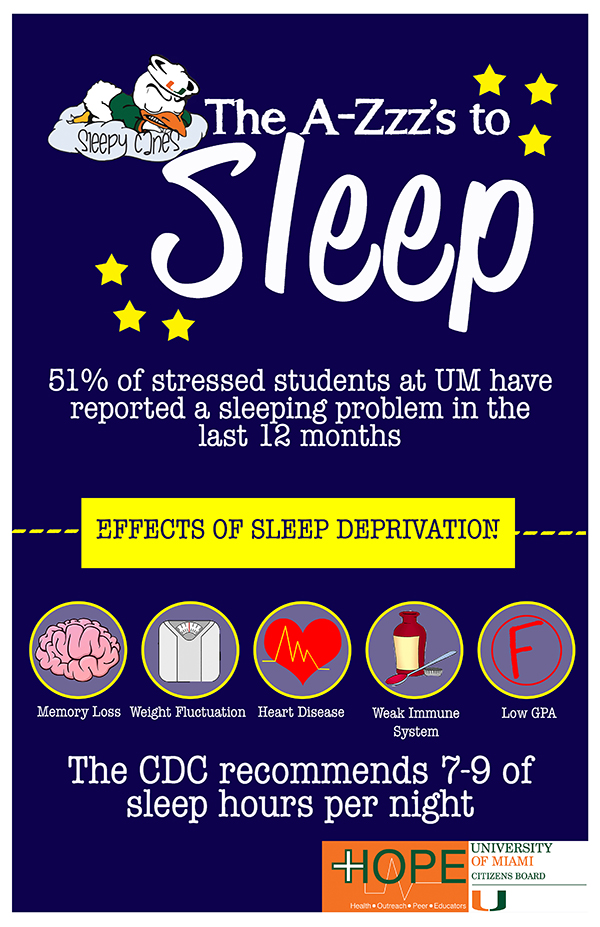 Sleepy Canes
The A-Zzz's to
Sleep
51% of stressed students at UM have
reported a sleeping problem in the
last 12 months
EFFECTS OF SLEEP DEPRIVATION
F
Memory Loss
Weight Fluctuation
Heart Disease
Weak Immune
System
Low GPA
The CDC recommends 7-9 of
sleep hours per night
HOPE
Health • Outreach • Peer • Educators
UNIVERSITY
OF MIAMI
CITIZENS BOARD
U